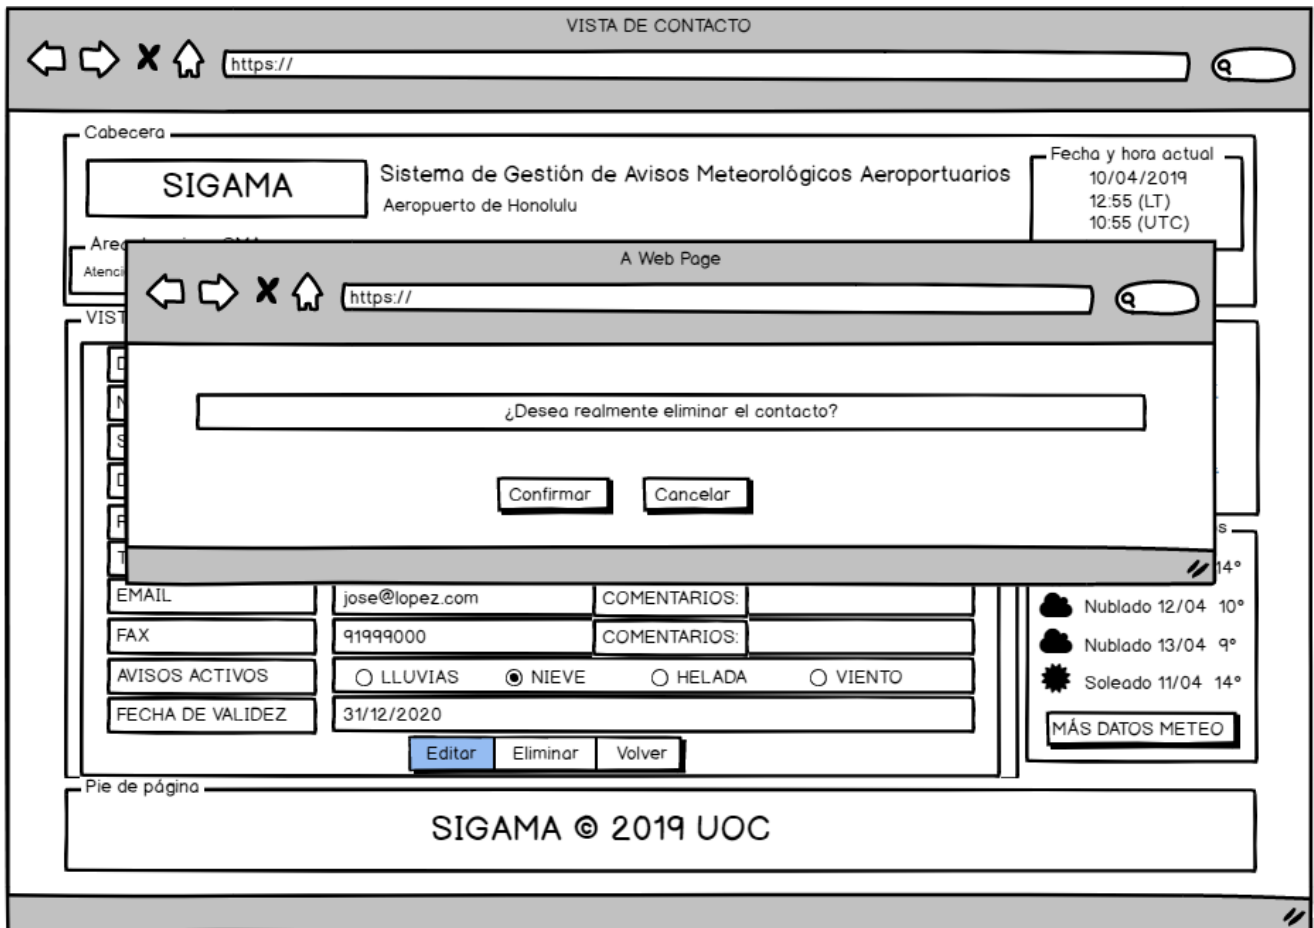 VISTA DE CONTACTO
https://
Cabecera
SIGAMA
Sistema de Gestión de Avisos Meteorológicos Aeroportuarios
Aeropuerto de Honolulu
Fecha y hora actual
10/04/2019
12:55 (LT)
10:55 (UTC)
A Web Page
https://
¿Desea realmente eliminar el contacto?
Confirmar Cancelar
14°
EMAIL jose@lopez.com COMENTARIOS:
FAX 91999000 COMENTARIOS:
AVISOS ACTIVOS LLUVIAS NIEVE HELADA VIENTO
FECHA DE VALIDEZ 31/12/2020
Editar Eliminar Volver
Nublado 12/04 10°
Nublado 13/04 9°
Soleado 11/04 14°
MÁS DATOS METEO
Pie de página
SIGAMA © 2019 UOC